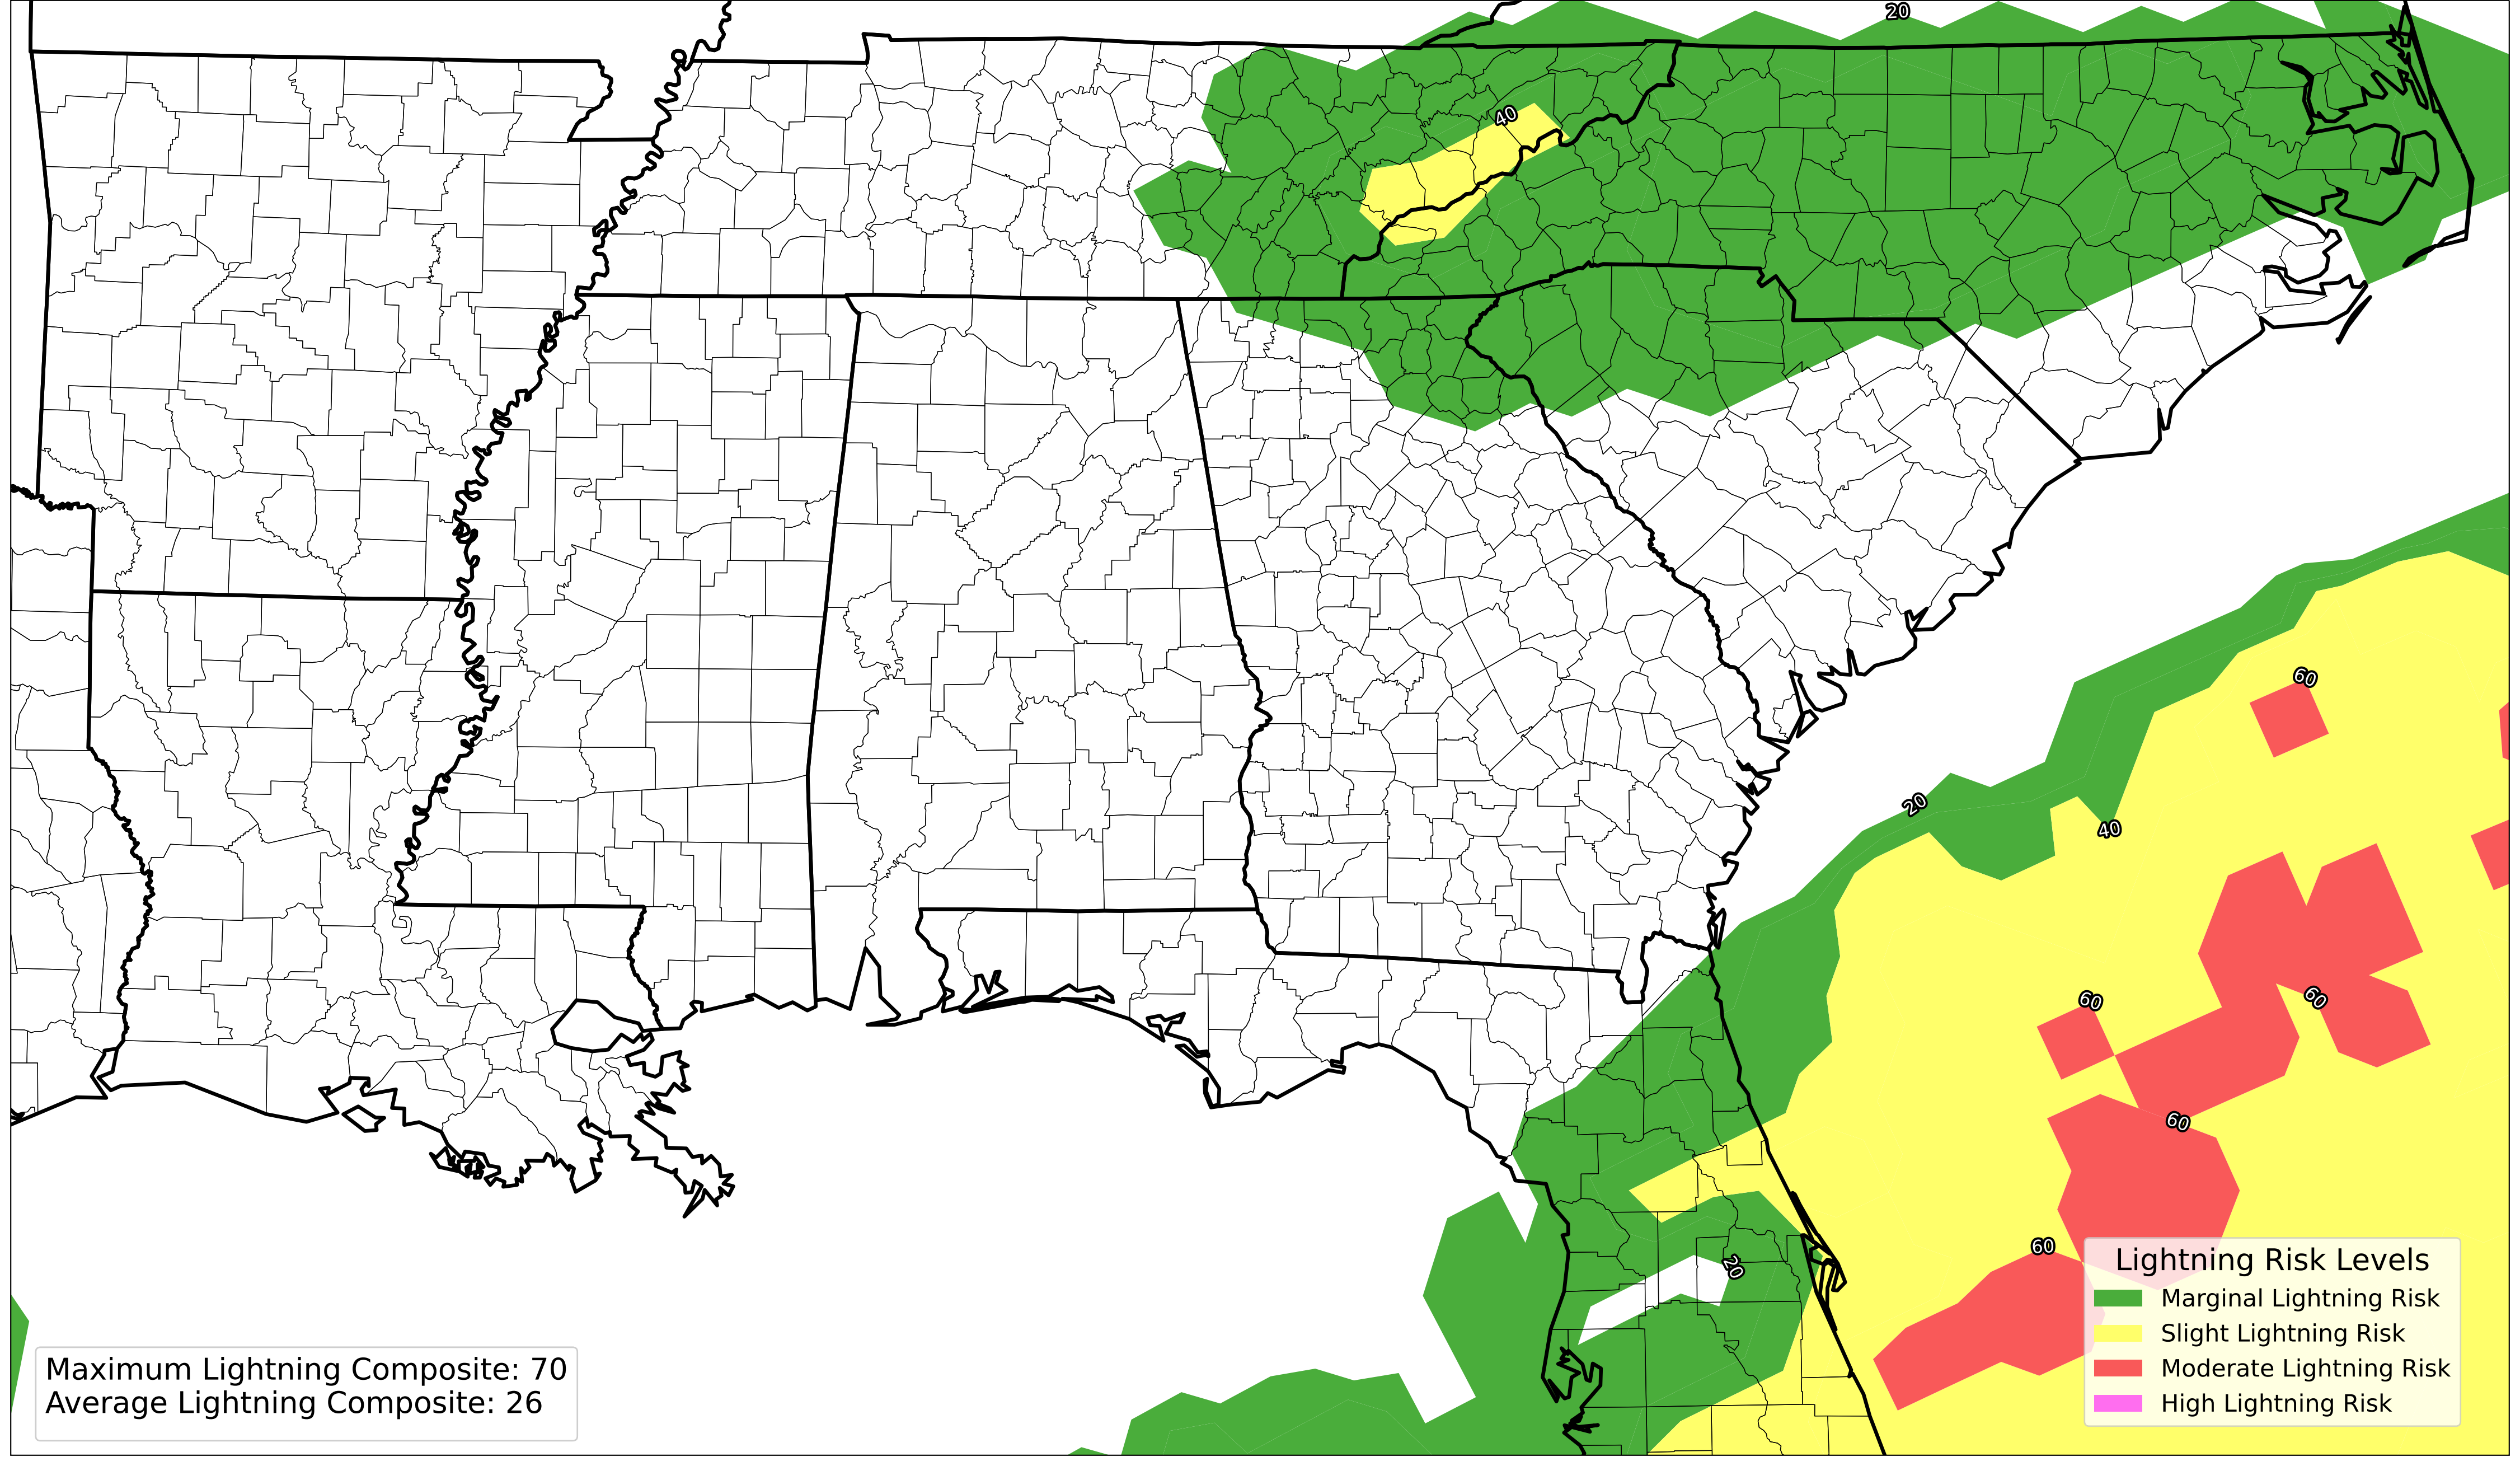 20
40
60
20
40
60
60
60
20
60
Lightning Risk Levels
Marginal Lightning Risk
Slight Lightning Risk
Moderate Lightning Risk
High Lightning Risk
Maximum Lightning Composite: 70
Average Lightning Composite: 26